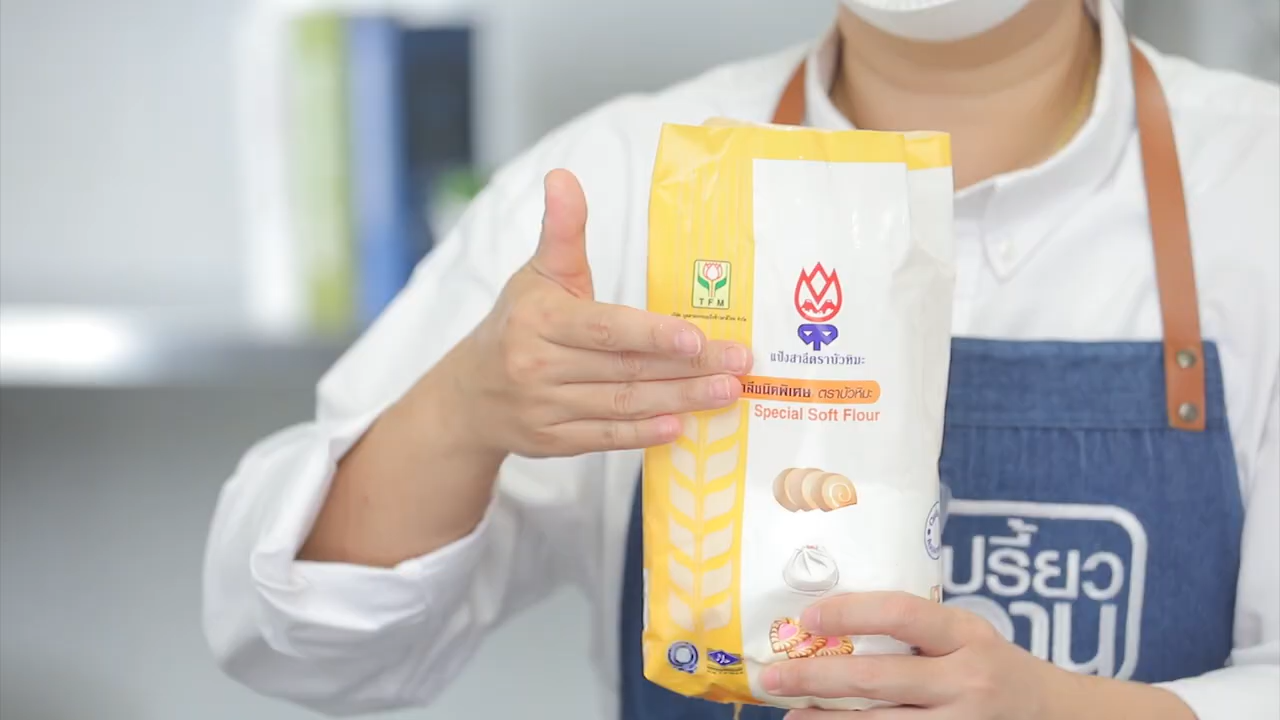 TFM
แป้งสาลีตราบัวหิมะ
ลีชนิดพิเศษ ตราบัวหิมะ
Special Soft Flour
เปรี้ยว